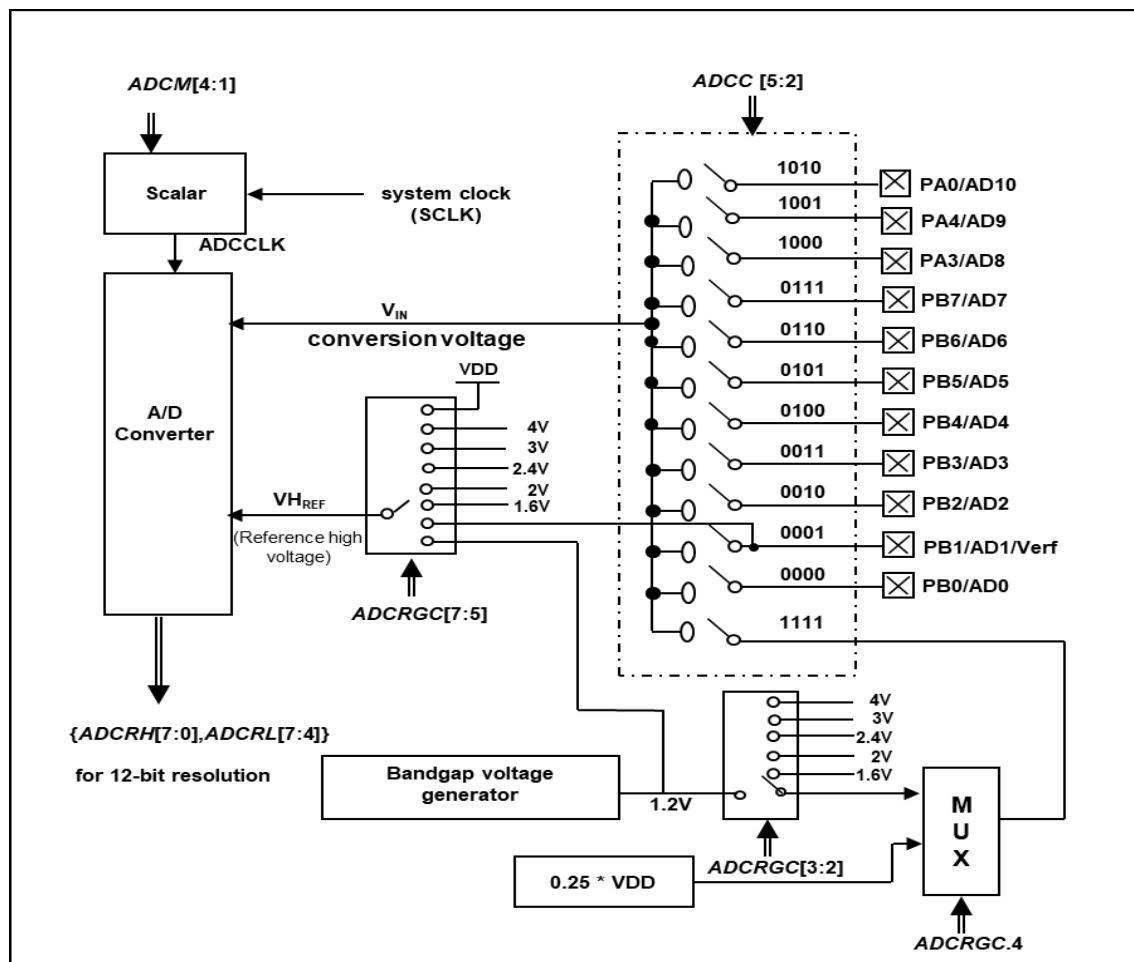 ADCM[4:1]
ADCC [5:2]
Scalar
system clock
(SCLK)
ADCCLK
1010
PA0/AD10
1001
PA4/AD9
1000
PA3/AD8
0111
PB7/AD7
0110
PB6/AD6
0101
PB5/AD5
0100
PB4/AD4
0011
PB3/AD3
0010
PB2/AD2
0001
PB1/AD1/Verf
0000
PB0/AD0
1111
VIN
conversion voltage
A/D
Converter
VDD
4V
3V
2.4V
2V
1.6V
VHREF
(Reference high
voltage)
ADCRGC[7:5]
{ADCRH[7:0],ADCRL[7:4]}
for 12-bit resolution
Bandgap voltage
generator
1.2V
4V
3V
2.4V
2V
1.6V
ADCRGC[3:2]
0.25 * VDD
M
U
X
ADCRGC.4